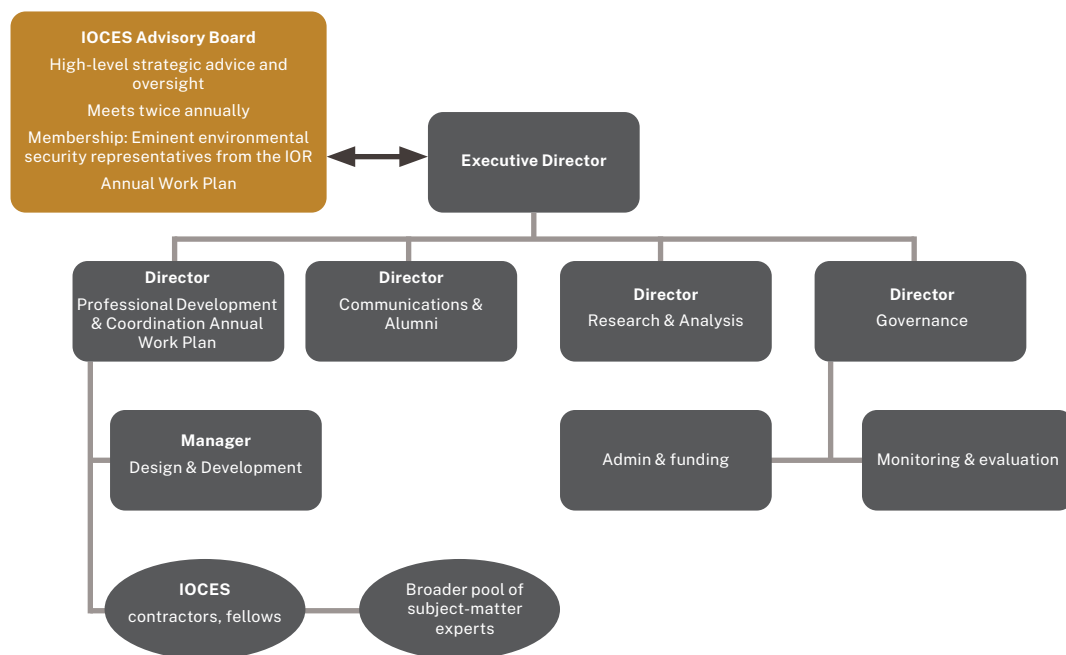 IOCES Advisory Board
High-level strategic advice and
oversight
Meets twice annually
Membership: Eminent environmental
security representatives from the IOR
Annual Work Plan
Executive Director
Director
Professional Development
& Coordination Annual
Work Plan
Director
Communications &
Alumni
Director
Research & Analysis
Director
Governance
Manager
Design & Development
Admin & funding
Monitoring & evaluation
IOCES
contractors, fellows
Broader pool of
subject-matter
experts